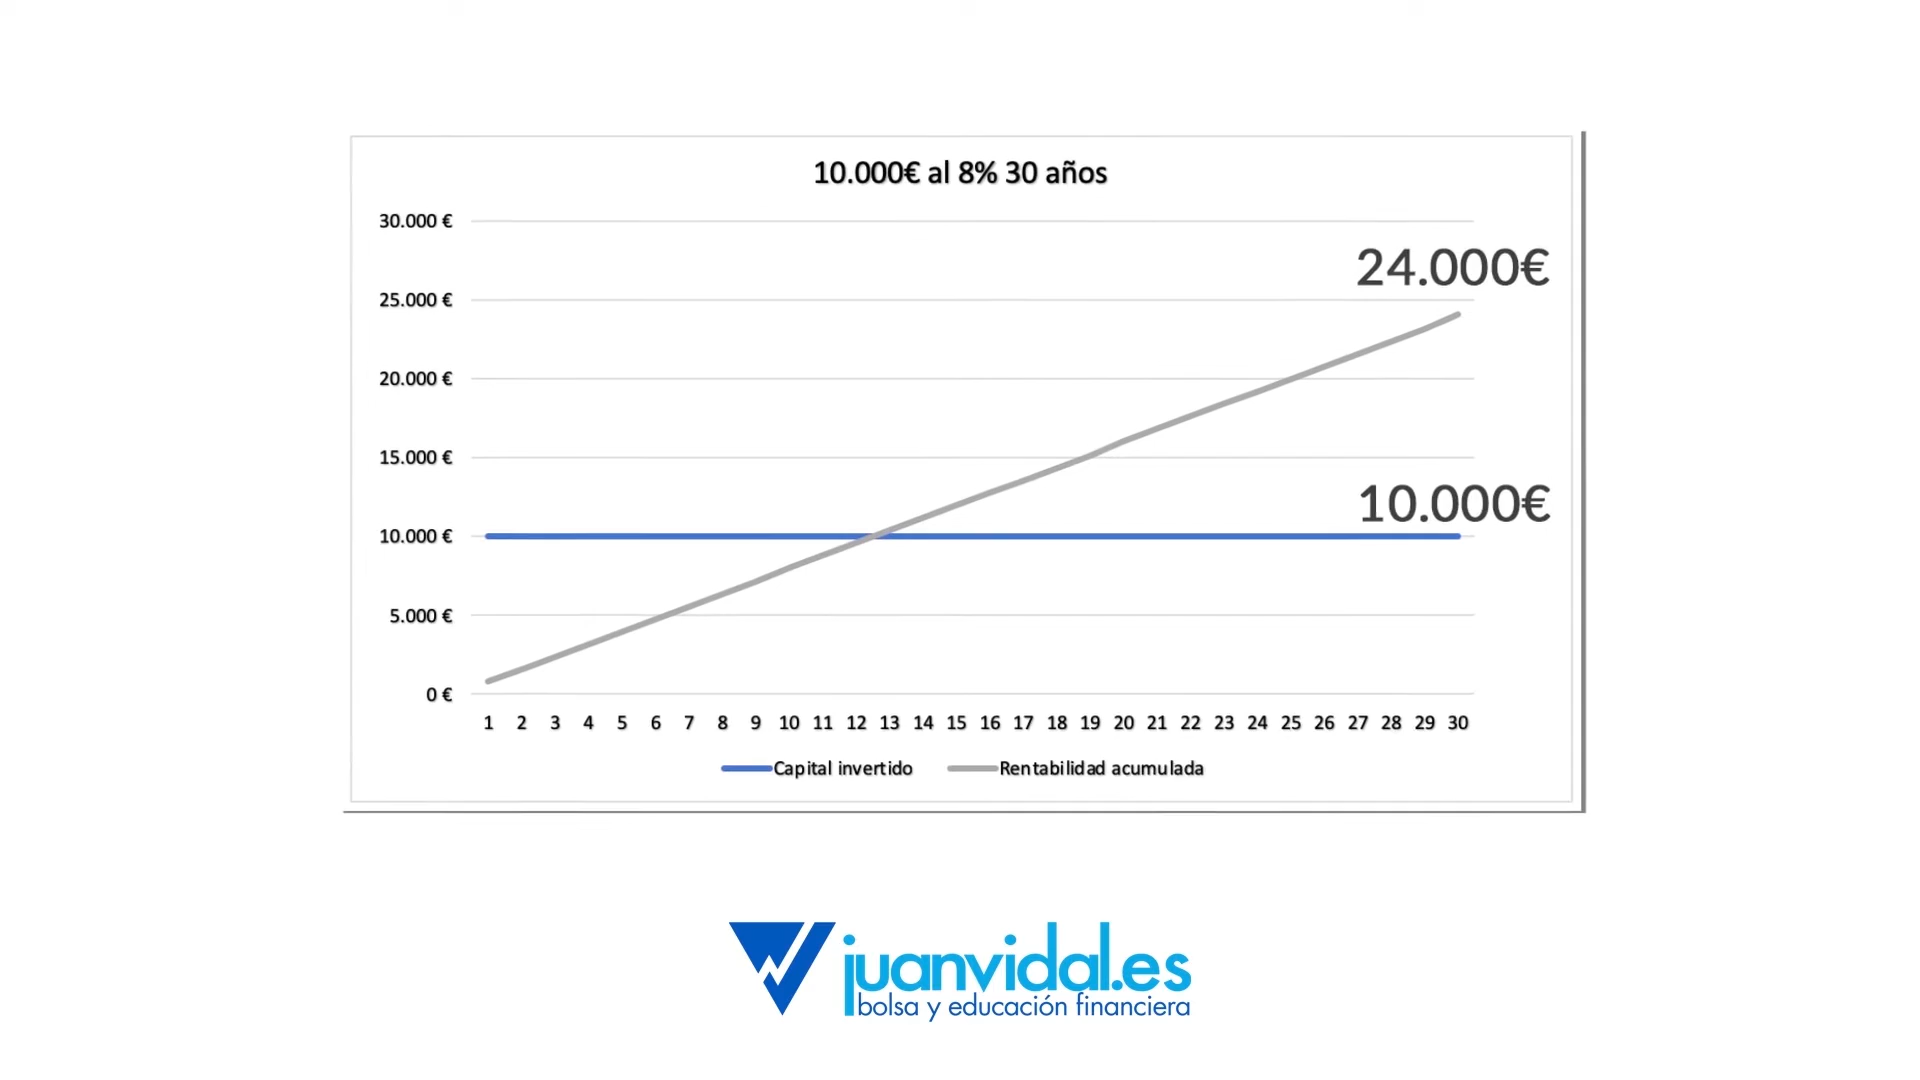 10.000€ al 8% 30 años
30.000 €
24.000€
25.000 €
20.000 €
15.000 €
10.000€
10.000 €
5.000 €
0 €
1 2 3 4 5 6 7 8 9 10 11 12 13 14 15 16 17 18 19 20 21 22 23 24 25 26 27 28 29 30
Capital invertido Rentabilidad acumulada
juanvidal.es
bolsa y educación financiera